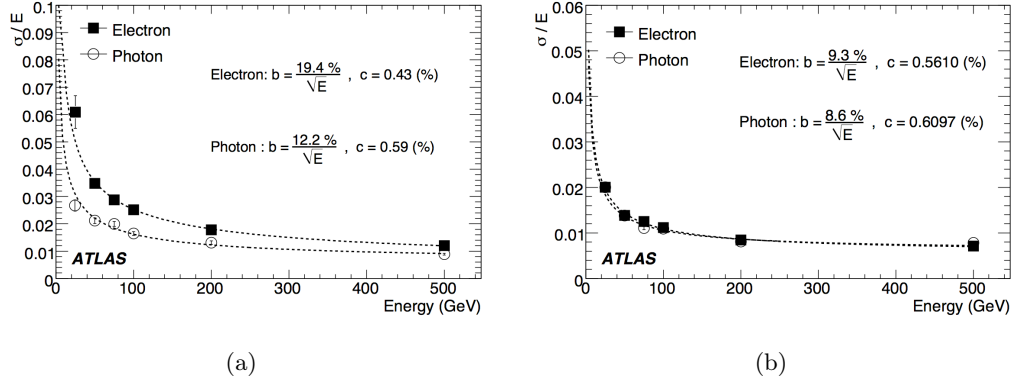 σ / E
0.1
0.09
0.08
0.07
0.06
0.05
0.04
0.03
0.02
0.01
0
Electron
Photon
Electron: b = 19.4 % / √E , c = 0.43 (%)
Photon : b = 12.2 % / √E , c = 0.59 (%)
ATLAS
0 100 200 300 400 500
Energy (GeV)
(a)
σ / E
0.06
0.05
0.04
0.03
0.02
0.01
0
Electron
Photon
Electron: b = 9.3 % / √E , c = 0.5610 (%)
Photon : b = 8.6 % / √E , c = 0.6097 (%)
ATLAS
0 100 200 300 400 500
Energy (GeV)
(b)